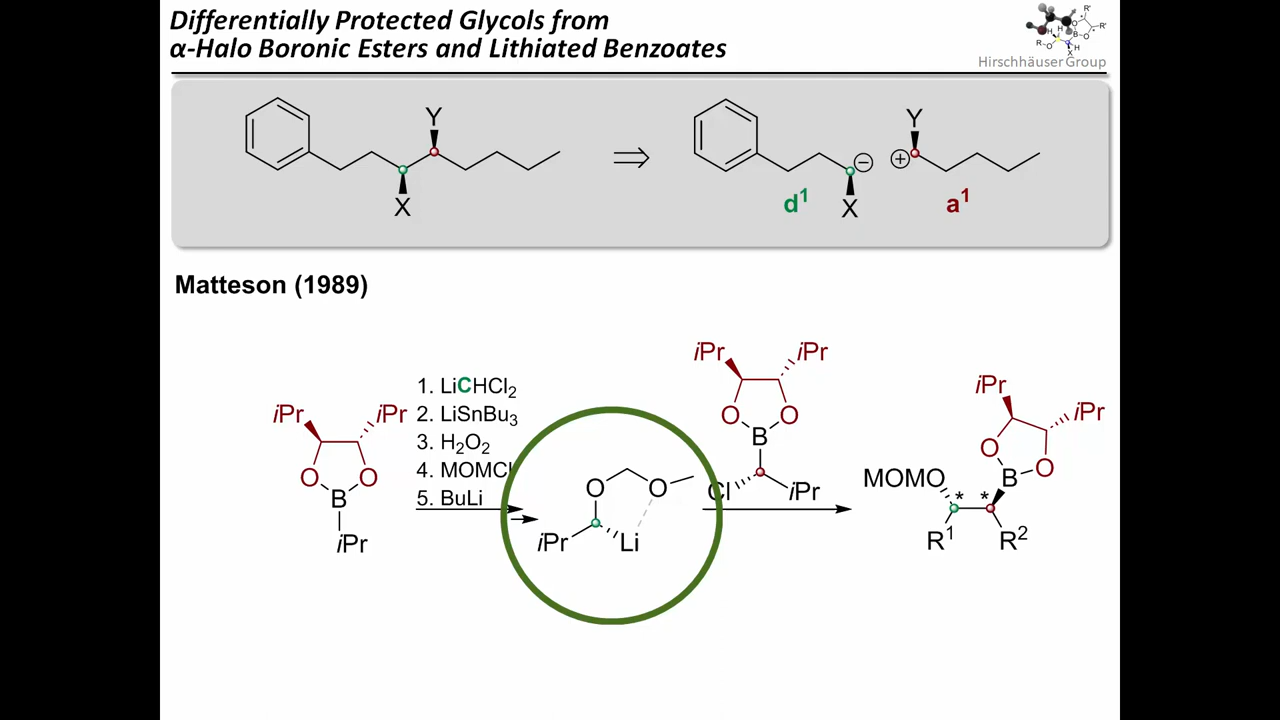 Differentially Protected Glycols from
α-Halo Boronic Esters and Lithiated Benzoates
R'
R'
O
B
O
R
O
H
H
H
X
Hirschhäuser Group
Y
X
Y
⊖
⊕
X
d¹
a¹
Matteson (1989)
iPr
iPr
O
O
B
iPr
1. LiCHCl₂
2. LiSnBu₃
3. H₂O₂
4. MOMCl
5. BuLi
O
O
iPr
Li
iPr
iPr
O
O
B
Cl
iPr
iPr
iPr
O
O
B
MOMO
*
*
R¹
R²